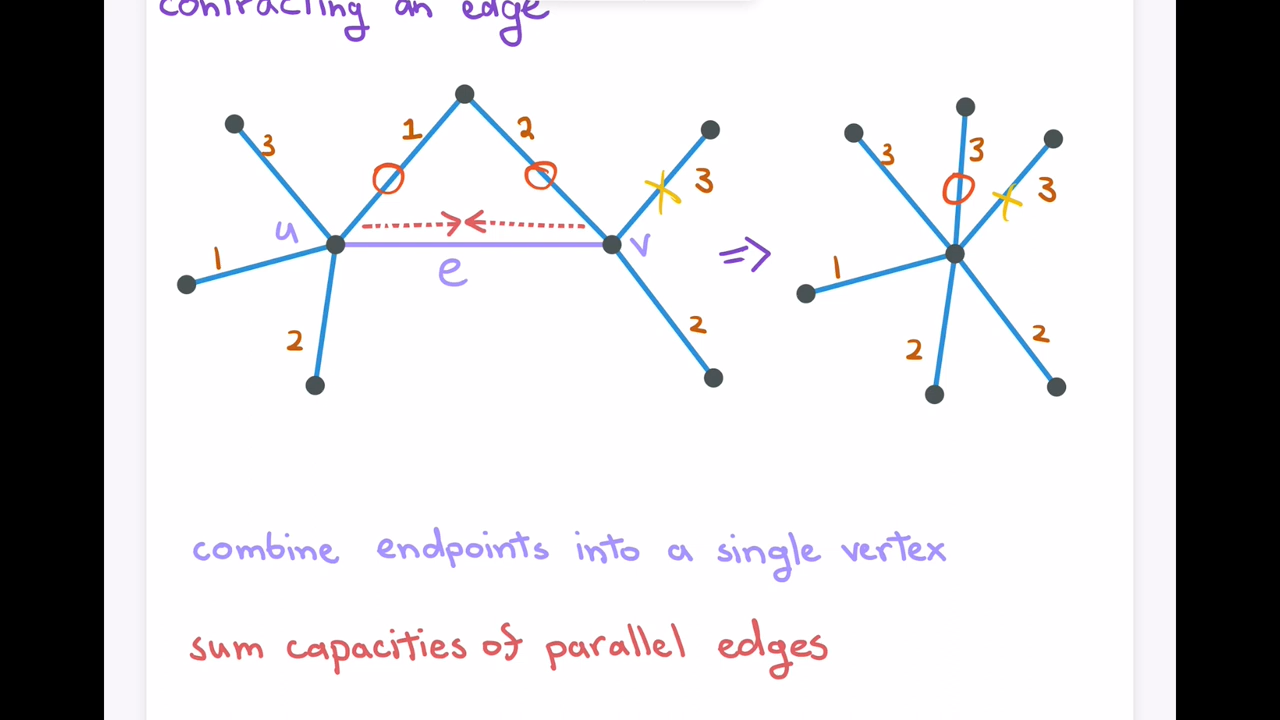 contracting an edge
1 2
3 3
u v
1 e
2 2
⇒
3 3 3
1
2 2
combine endpoints into a single vertex
sum capacities of parallel edges